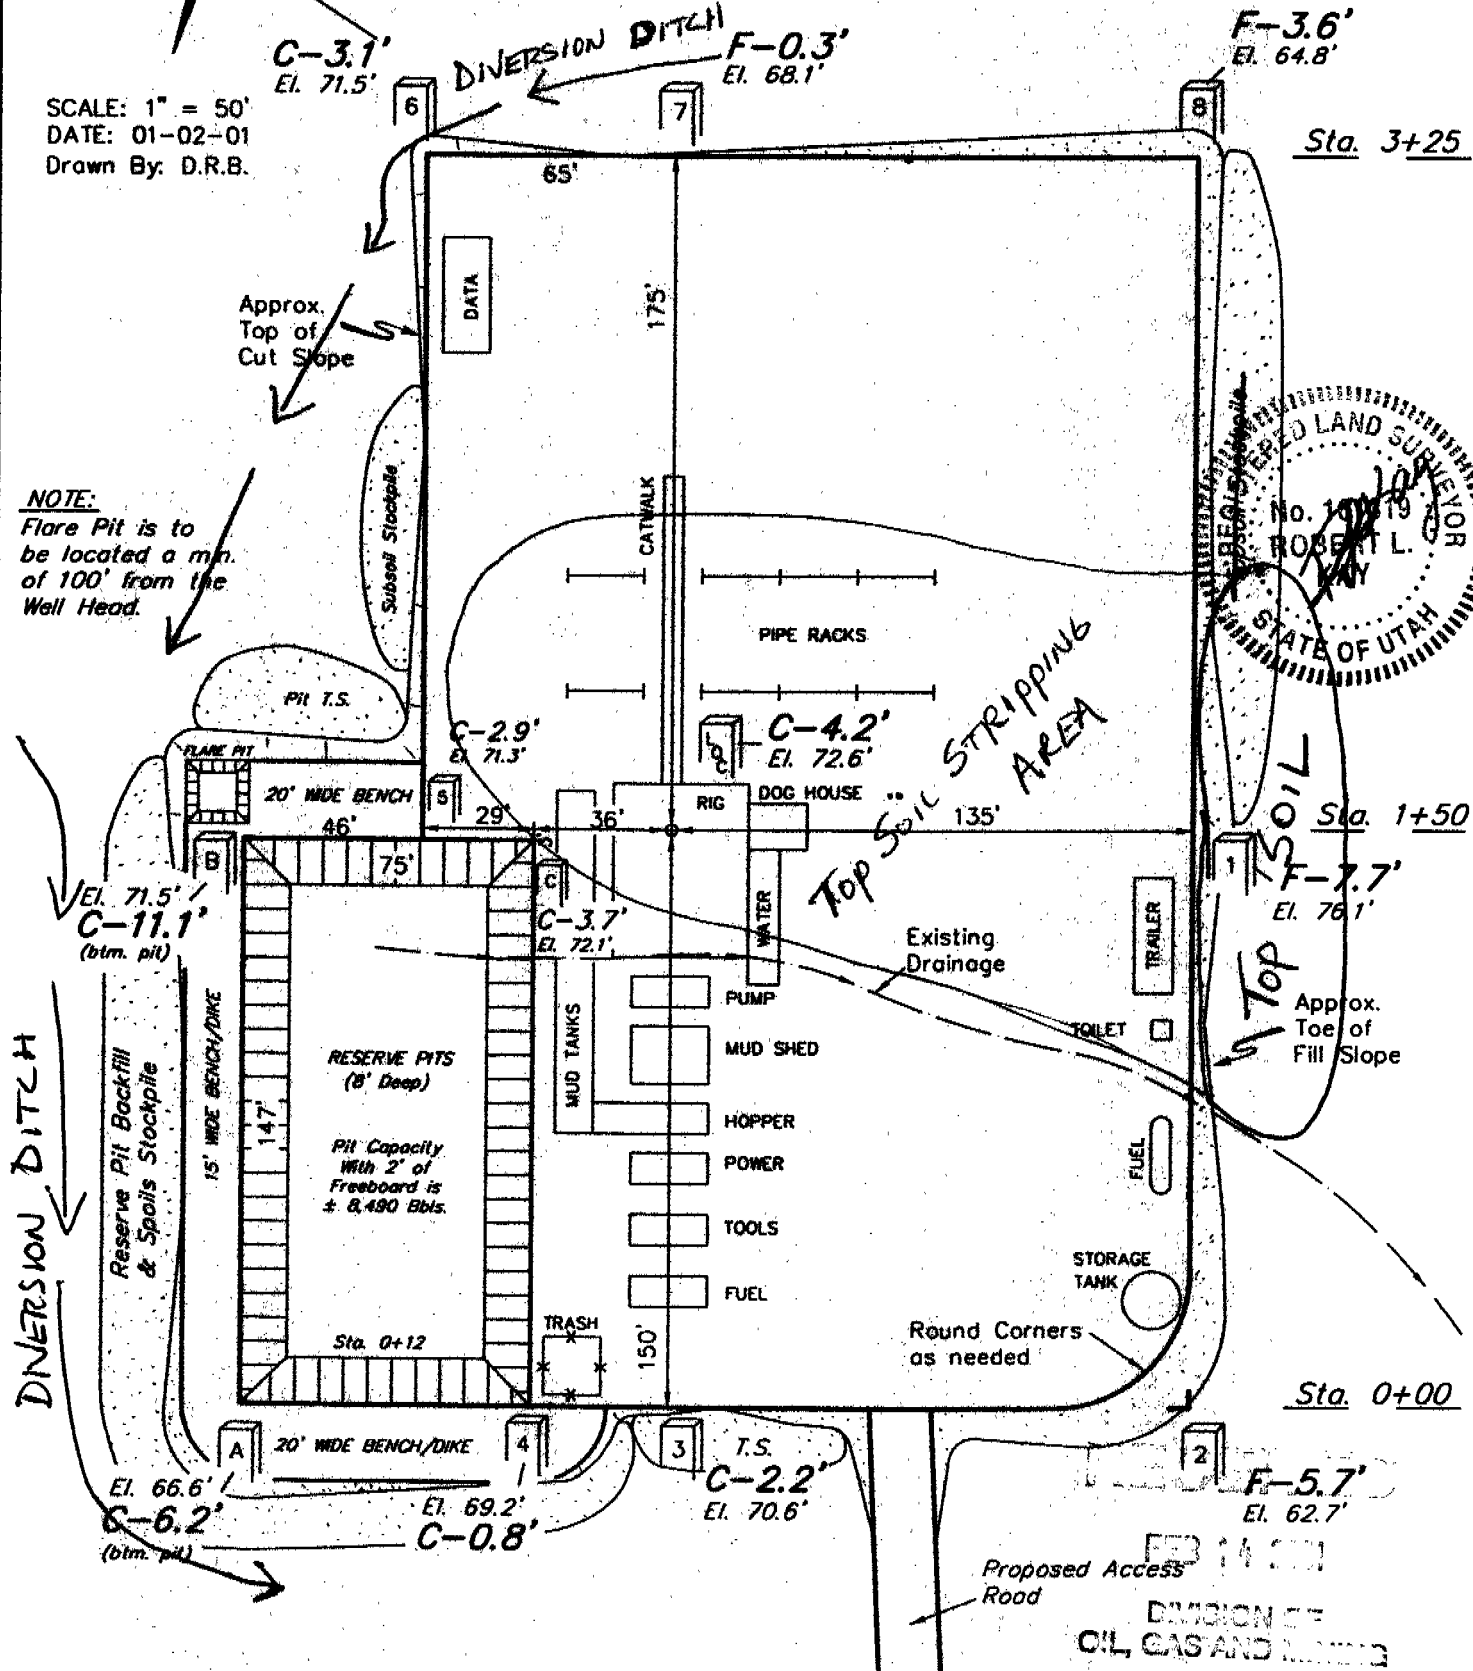 C-3.1'
El. 71.5'
DIVERSION DITCH
F-0.3'
El. 68.1'
F-3.6'
El. 64.8'
SCALE: 1" = 50'
DATE: 01-02-01
Drawn By: D.R.B.
6
7
8
Sta. 3+25
65'
DATA
175'
Approx.
Top of
Cut Slope
Subsoil Stockpile
CATWALK
REGISTERED LAND SURVEYOR
No.
ROBERT L.
KAY
STATE OF UTAH
NOTE:
Flare Pit is to
be located a min.
of 100' from the
Well Head.
PIPE RACKS
TOP SOIL STRIPPING
AREA
Pit T.S.
C-2.9'
El. 71.3'
LOC
C-4.2'
El. 72.6'
FLARE PIT
20' WIDE BENCH
5
RIG
DOG HOUSE
46'
29'
36'
135'
Sta. 1+50
B
75'
C
1
TOP SOIL
F-7.7'
El. 76.1'
El. 71.5'
C-11.1'
(btm. pit)
C-3.7'
El. 72.1'
WATER
TRAILER
Existing
Drainage
PUMP
TOILET
Approx.
Toe of
Fill Slope
DIVERSION DITCH
Reserve Pit Backfill
& Spoils Stockpile
15' WIDE BENCH/DIKE
147'
RESERVE PITS
(8' Deep)
MUD TANKS
MUD SHED
Pit Capacity
With 2' of
Freeboard is
± 8,490 Bbls.
HOPPER
POWER
FUEL
TOOLS
STORAGE
TANK
FUEL
Sta. 0+12
TRASH
150'
Round Corners
as needed
Sta. 0+00
A
20' WIDE BENCH/DIKE
4
3
T.S.
2
C-2.2'
El. 70.6'
F-5.7'
El. 62.7'
El. 66.6'
C-6.2'
(btm. pit)
El. 69.2'
C-0.8'
Proposed Access
Road
FEB 14
DIVISION OF
OIL, GAS AND MINING